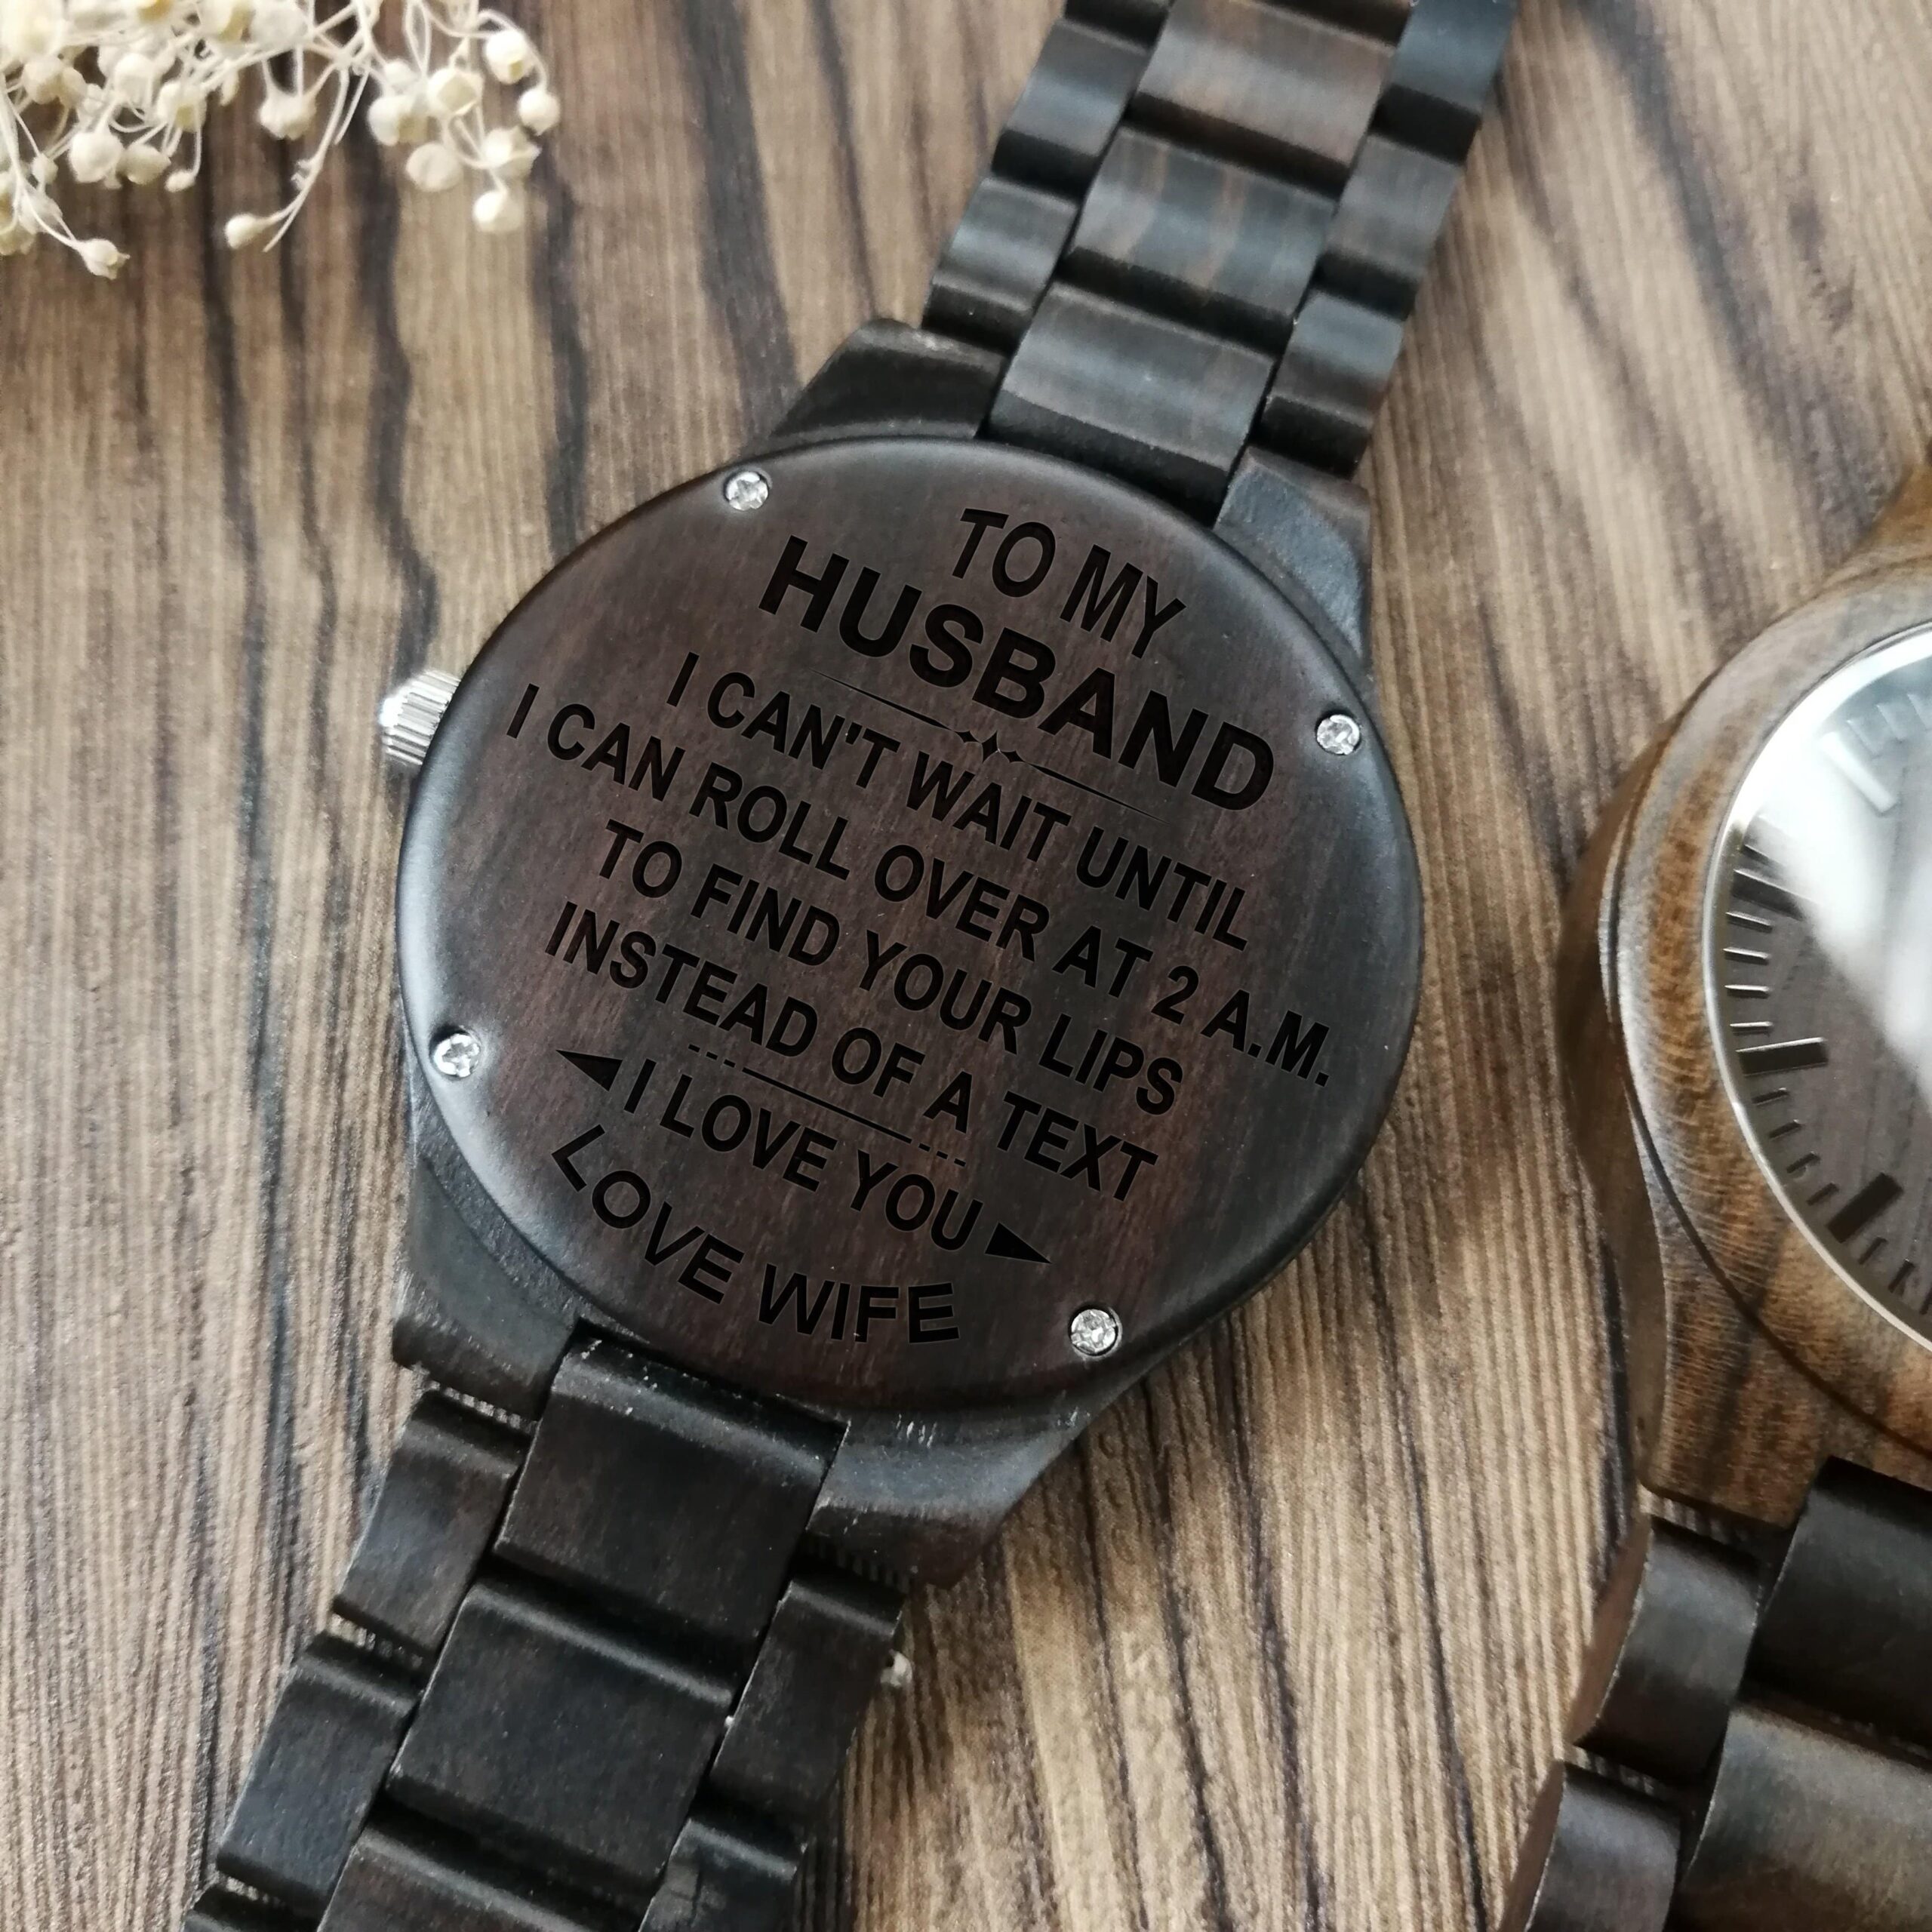 TO MY
HUSBAND
I CAN'T WAIT UNTIL
I CAN ROLL OVER AT 2 A.M.
TO FIND YOUR LIPS
INSTEAD OF A TEXT
I LOVE YOU
LOVE WIFE